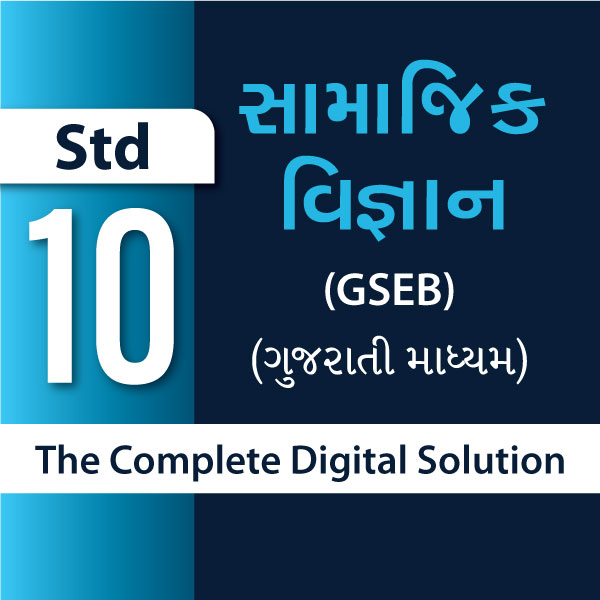 Std
10
સામાજિક
વિજ્ઞાન
(GSEB)
(ગુજરાતી માધ્યમ)
The Complete Digital Solution